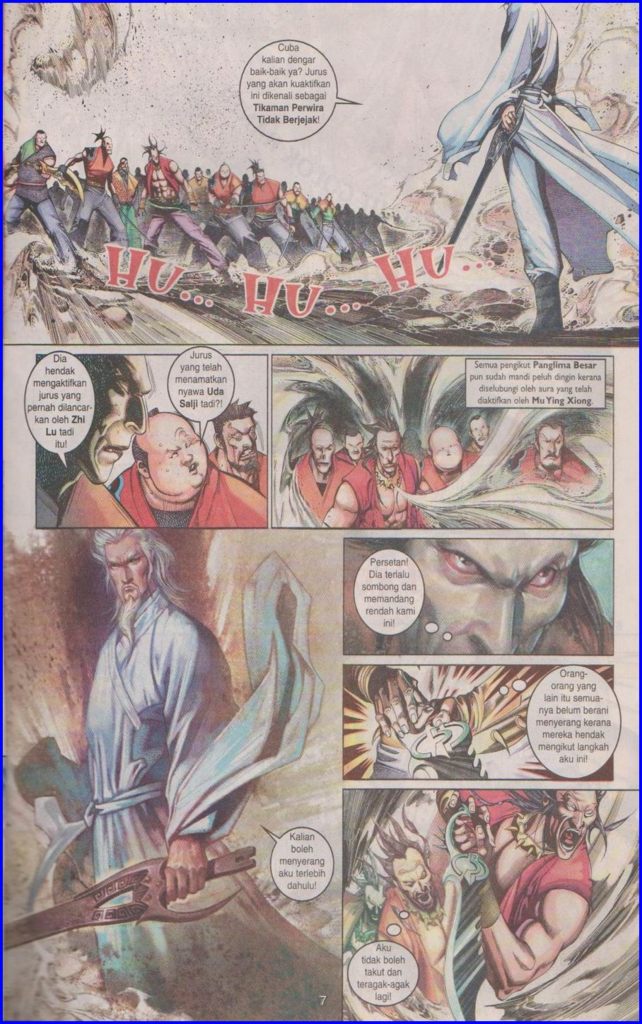 Cuba
kalian dengar
baik-baik ya? Jurus
yang akan kuaktifkan
ini dikenali sebagai
Tikaman Perwira
Tidak Berjejak!
HU... HU... HU...
Dia
hendak
mengaktifkan
jurus yang
pernah dilancar-
kan oleh Zhi
Lu tadi
itu!
Jurus
yang telah
menamatkan
nyawa Uda
Salji tadi?!
Semua pengikut Panglima Besar
pun sudah mandi peluh dingin kerana
diselubungi oleh aura yang telah
diaktifkan oleh Mu Ying Xiong.
Persetan!
Dia terlalu
sombong dan
memandang
rendah kami
ini!
Orang-
orang yang
lain itu semua-
nya belum berani
menyerang kerana
mereka hendak
mengikut langkah
aku ini!
Kalian
boleh
menyerang
aku terlebih
dahulu!
Aku
tidak boleh
takut dan
teragak-agak
lagi!
7